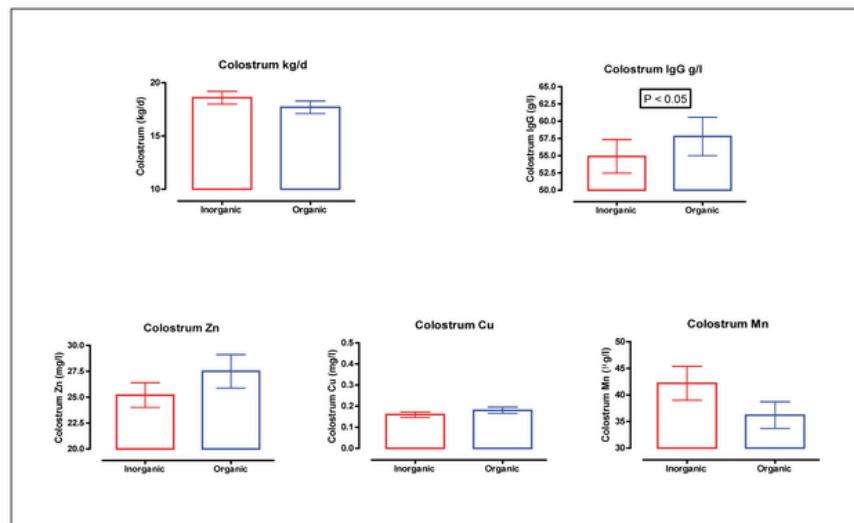 Colostrum kg/d
Colostrum (kg/d)
20
15
10
Inorganic
Organic
Colostrum IgG g/l
P < 0.05
Colostrum IgG (g/l)
65.0
62.5
60.0
57.5
55.0
52.5
50.0
Inorganic
Organic
Colostrum Zn
Colostrum Zn (mg/l)
30.0
27.5
25.0
22.5
20.0
Inorganic
Organic
Colostrum Cu
Colostrum Cu (mg/l)
0.5
0.4
0.3
0.2
0.1
0.0
Inorganic
Organic
Colostrum Mn
Colostrum Mn (µg/l)
50
45
40
35
30
Inorganic
Organic